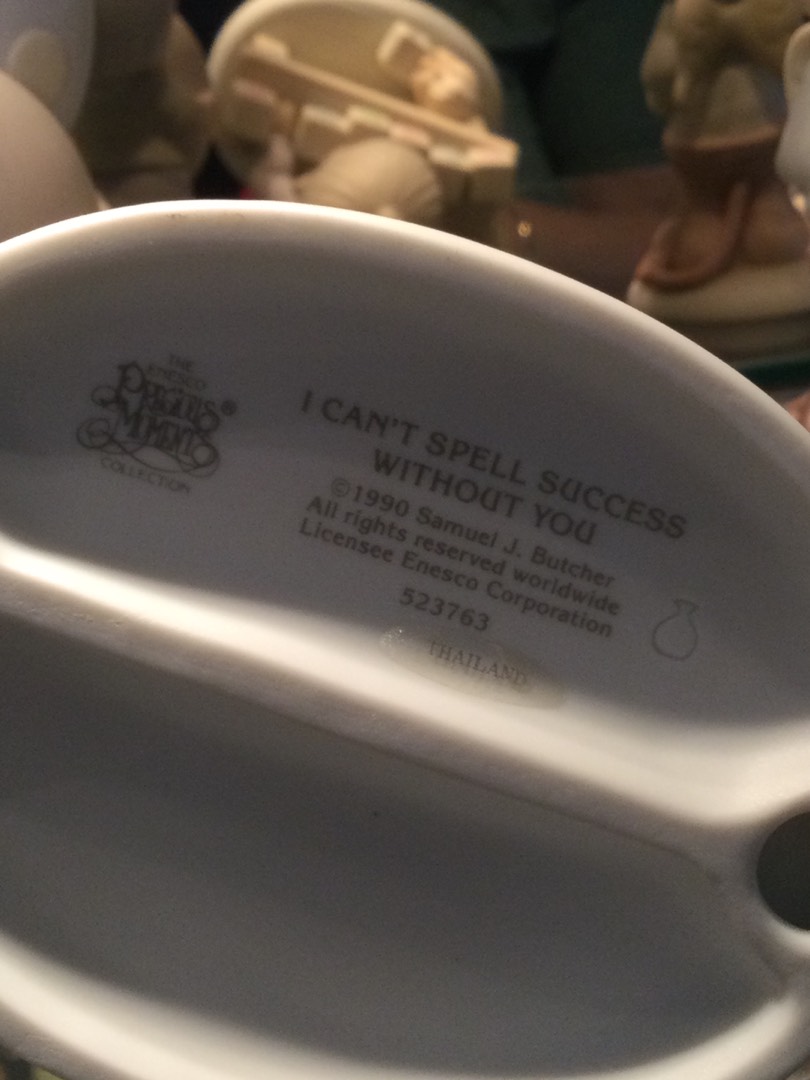 THE
ENESCO
PRECIOUS®
MOMENTS
COLLECTION
I CAN'T SPELL SUCCESS
WITHOUT YOU
©1990 Samuel J. Butcher
All rights reserved worldwide
Licensee Enesco Corporation
523763
THAILAND